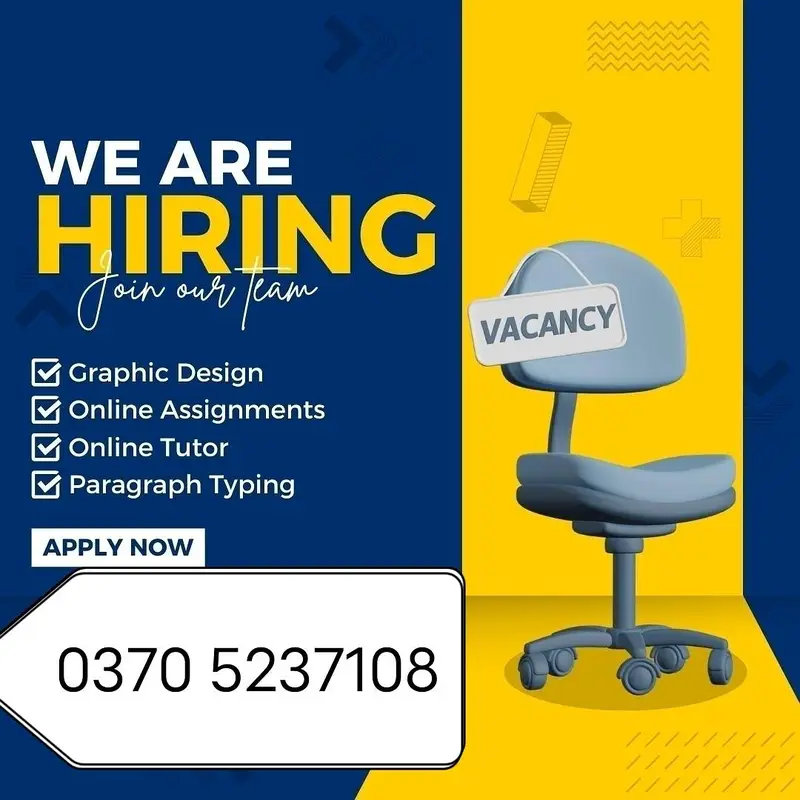 WE ARE
HIRING
Join our team
Graphic Design
Online Assignments
Online Tutor
Paragraph Typing
APPLY NOW
0370 5237108
VACANCY